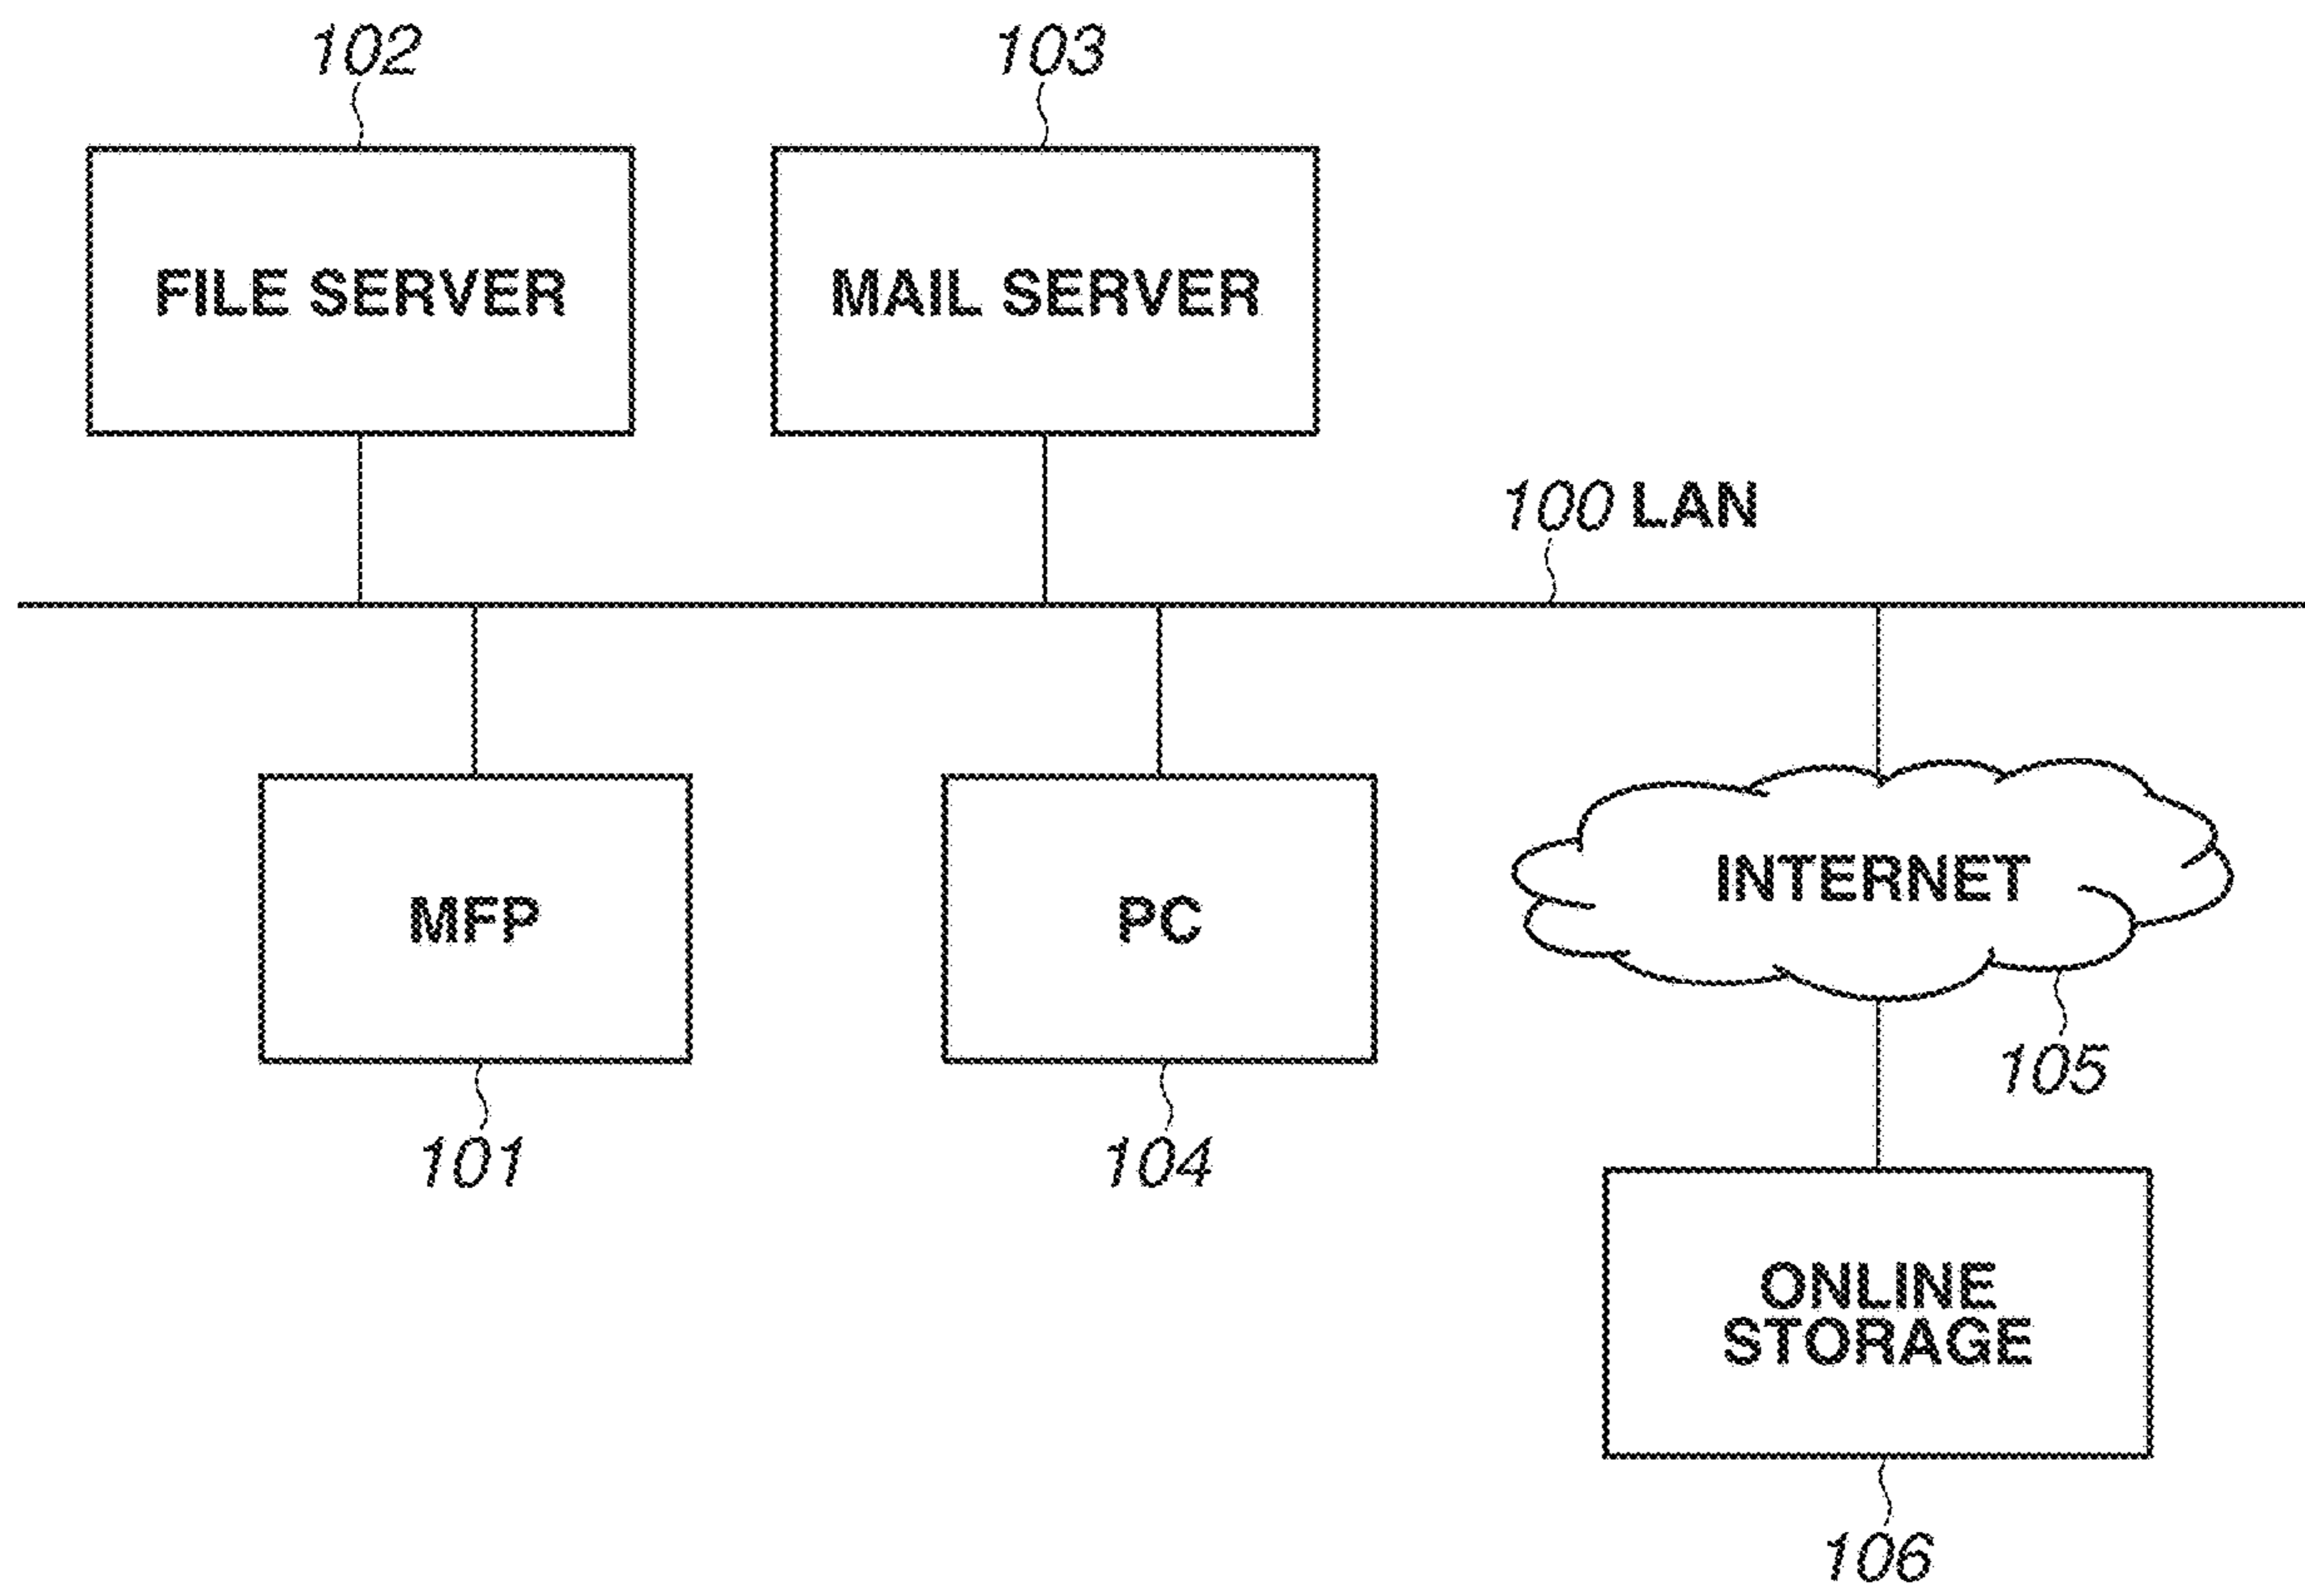 102
103
FILE SERVER
MAIL SERVER
100 LAN
MFP
PC
INTERNET
105
101
104
ONLINE
STORAGE
106